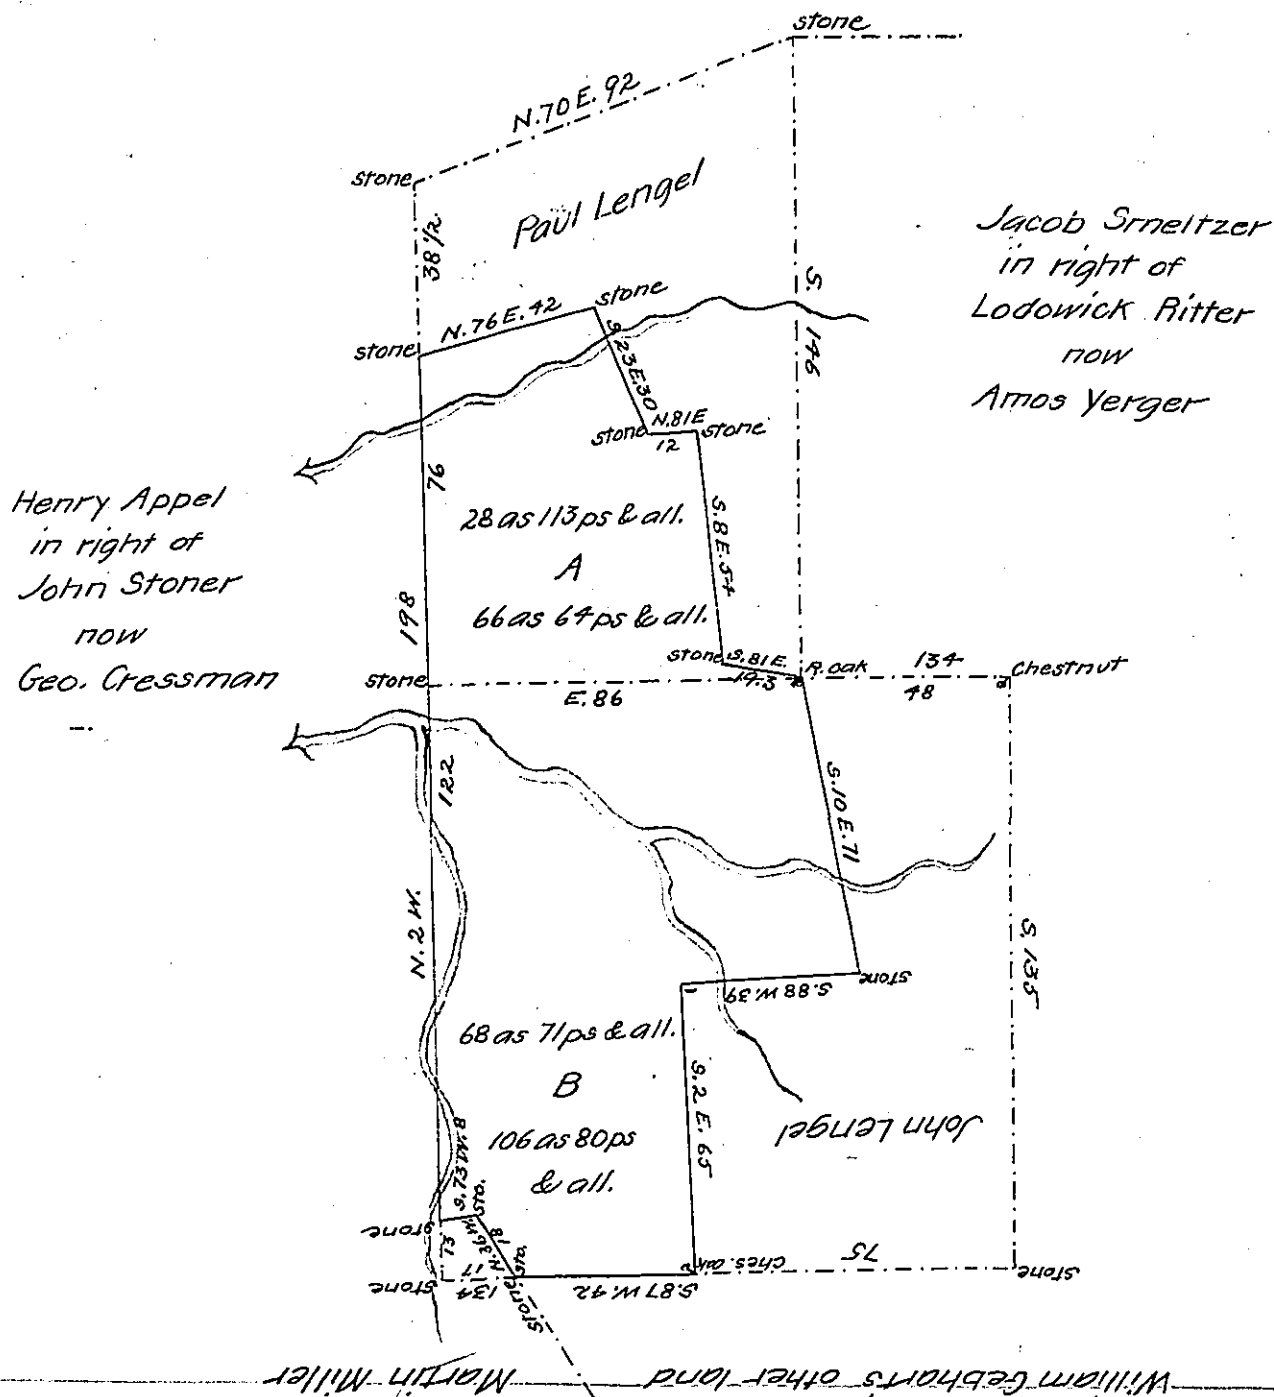 stone
N. 70 E. 92
stone
Paul Lengel
38 1/2
Jacob Smeltzer
in right of
Lodowick Ritter
now
Amos Yerger
S. 146
stone
N. 76 E. 42
stone
S. 23 E. 30
stone
N. 81 E
12
stone
76
Henry Appel
in right of
John Stoner
now
Geo. Cressman
28 as 113 ps & all.
A
66 as 64 ps & all.
S. 8 E. 54
198
stone
S. 81 E.
19.3
R. oak
134
48
Chestnut
stone
E. 86
122
S. 10 E. 71
N. 2 W.
S. 135
stone
S. 88 W. 39
68 as 71 ps & all.
B
106 as 80 ps
& all.
S. 2 E. 65
John Lengel
S. 73 W. 8
sto.
stone
13
N. 36 W.
18
sto.
stone
17
134
stone
S. 87 W. 42
Ches. oak
75
stone
William Gebhart's other land
Martin Miller